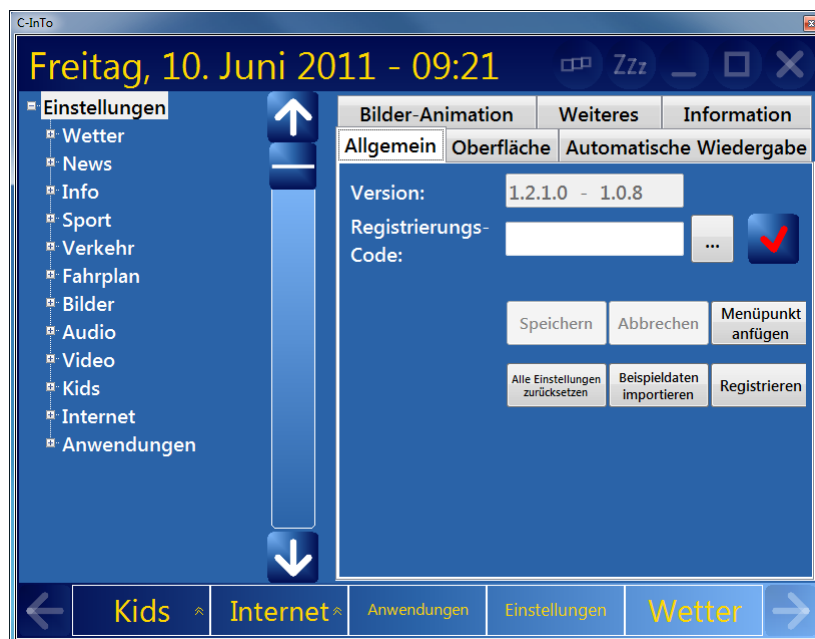 C-InTo
Freitag, 10. Juni 2011 - 09:21
Zzz
Einstellungen
Wetter
News
Info
Sport
Verkehr
Fahrplan
Bilder
Audio
Video
Kids
Internet
Anwendungen
Bilder-Animation Weiteres Information
Allgemein Oberfläche Automatische Wiedergabe
Version: 1.2.1.0 - 1.0.8
Registrierungs-
Code:
...
Speichern Abbrechen Menüpunkt
anfügen
Alle Einstellungen
zurücksetzen
Beispieldaten
importieren
Registrieren
Kids Internet Anwendungen Einstellungen Wetter